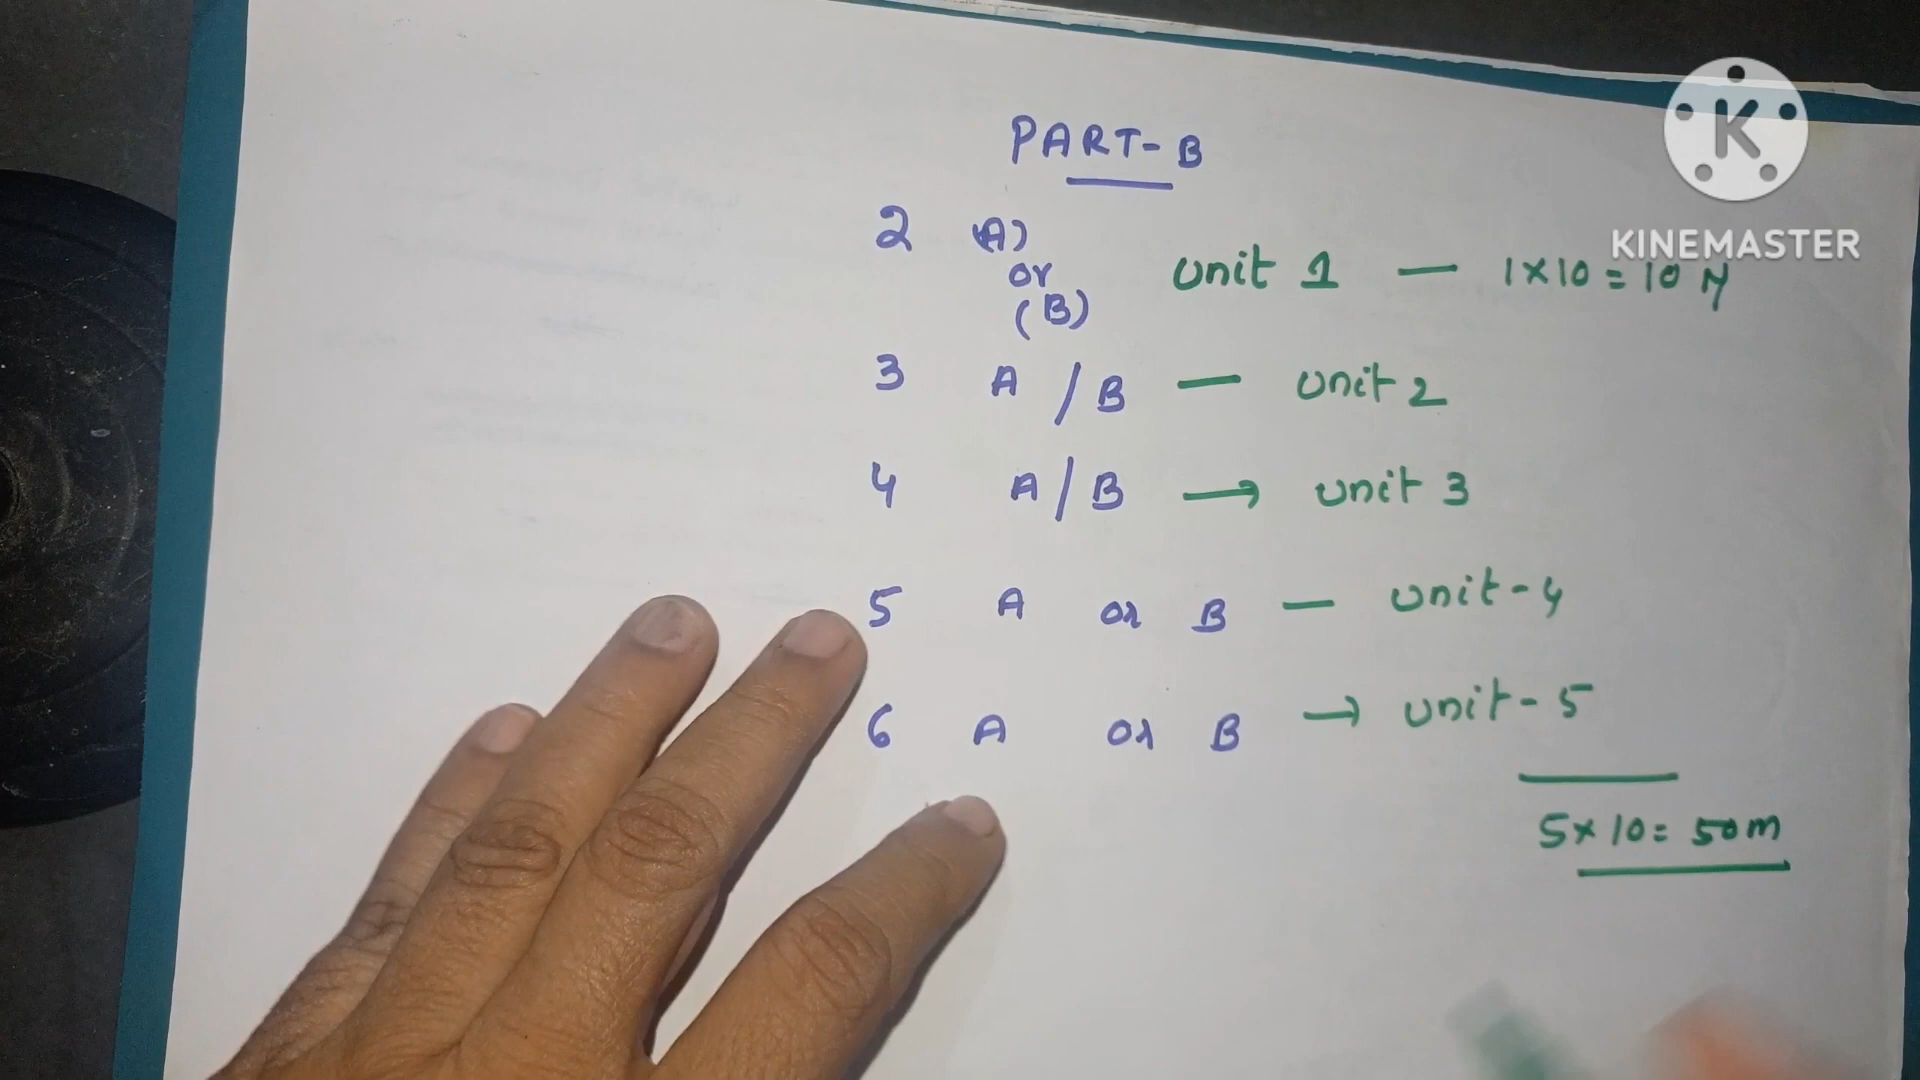 PART-B
2 (A)
or
(B)
unit 1 — 1×10=10 M
3 A / B — unit 2
4 A/B → unit 3
5 A or B — unit-4
6 A or B → unit-5
5×10=50m
K
KINEMASTER